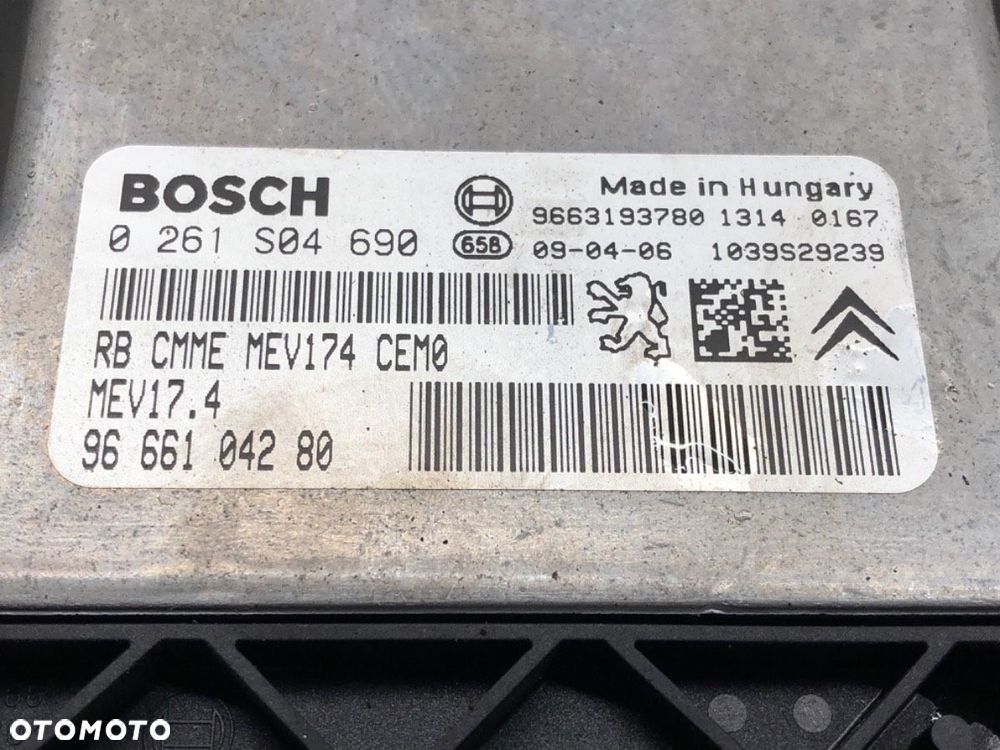 BOSCH
Made in Hungary
9663193780 1314 0167
0 261 S04 690
658
09-04-06 1039S29239
RB CMME MEV174 CEM0
MEV17.4
96 661 042 80
OTOMOTO